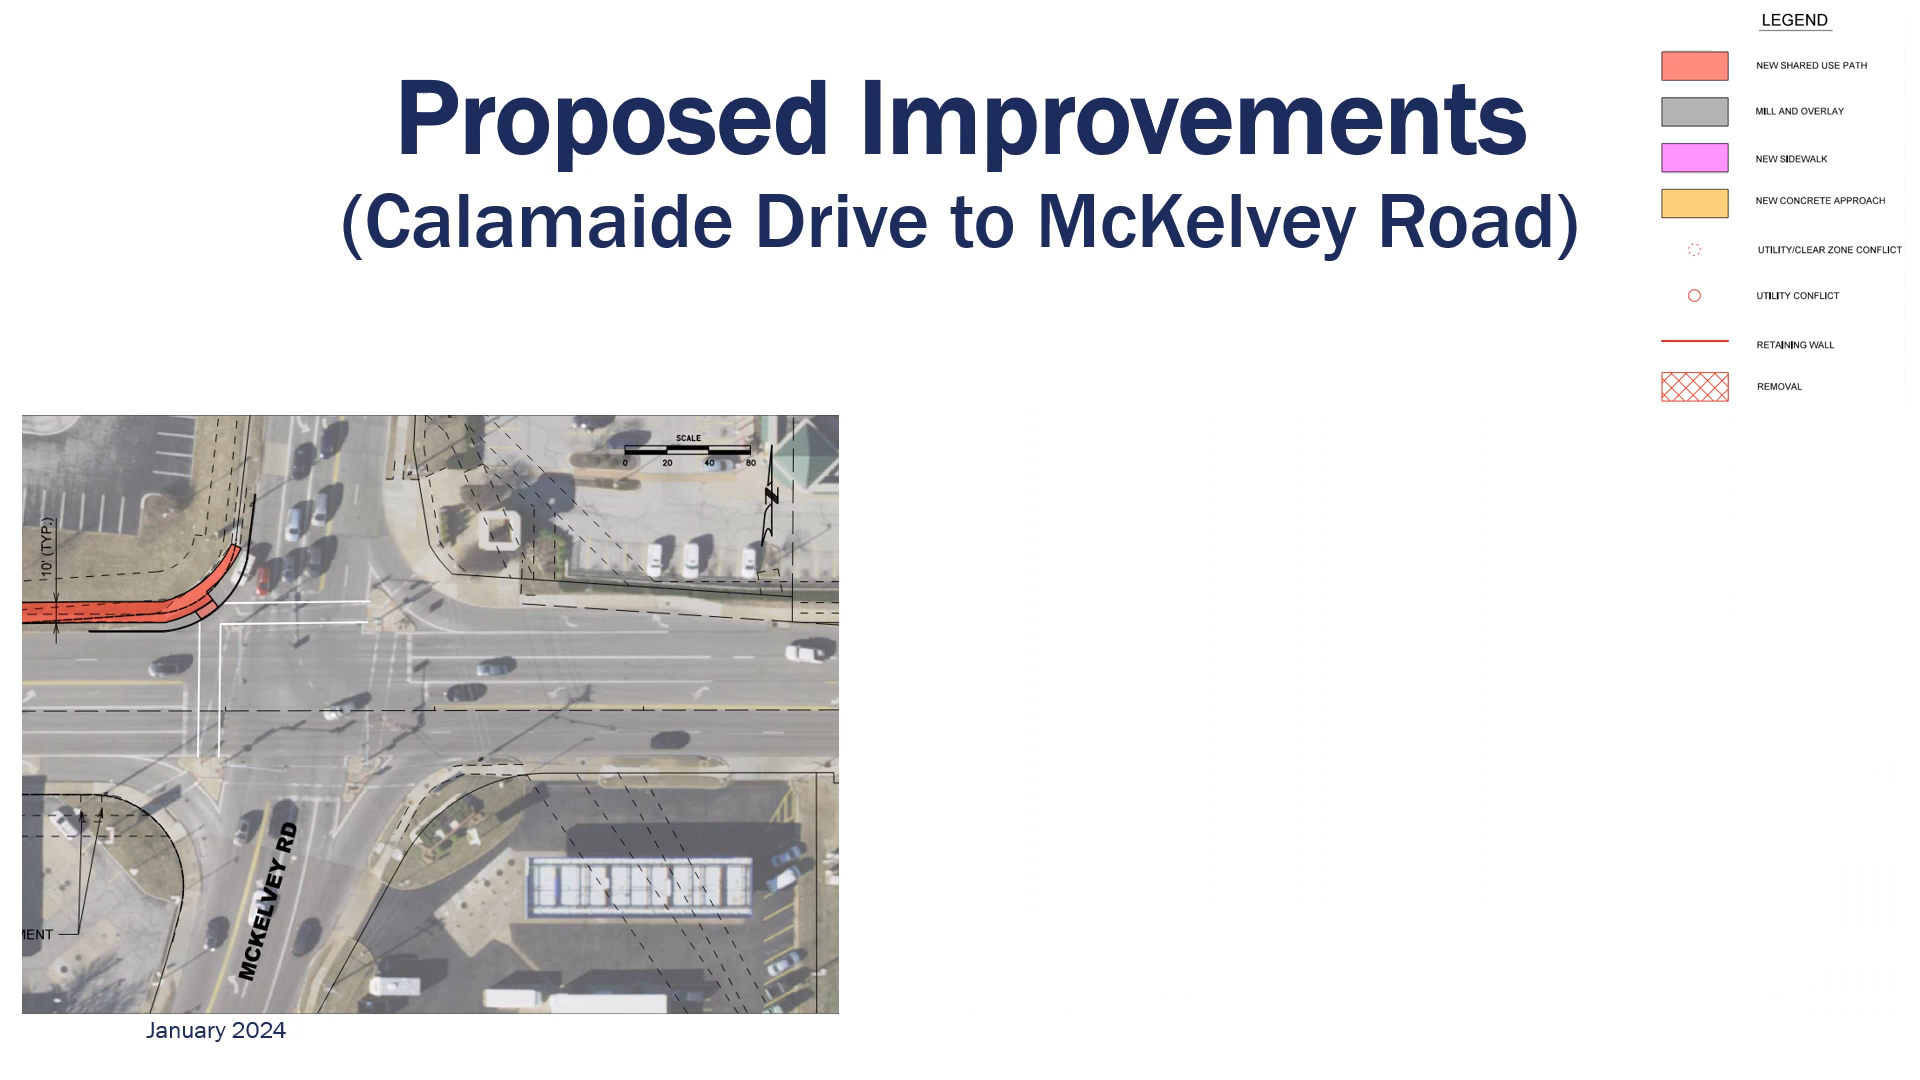 Proposed Improvements
(Calamaide Drive to McKelvey Road)
LEGEND
NEW SHARED USE PATH
MILL AND OVERLAY
NEW SIDEWALK
NEW CONCRETE APPROACH
UTILITY/CLEAR ZONE CONFLICT
UTILITY CONFLICT
RETAINING WALL
REMOVAL
SCALE
0 20 40 80
N
10' (TYP.)
MCKELVEY RD
MENT
January 2024